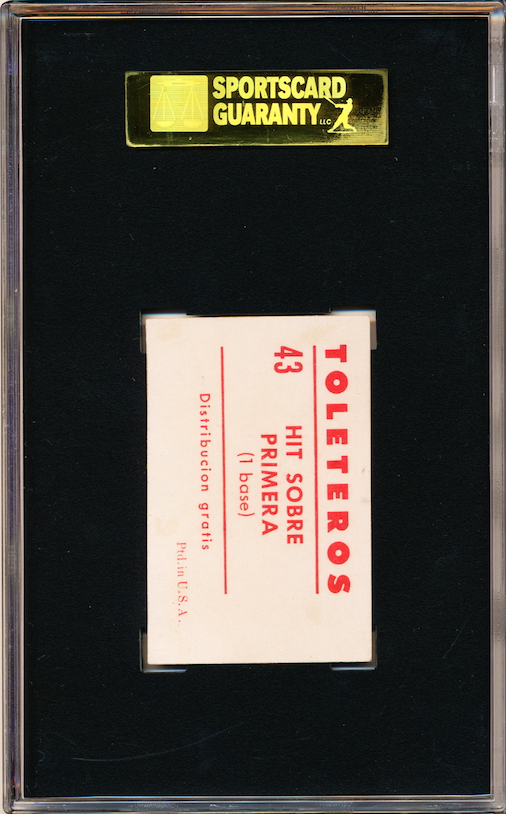 SPORTSCARD
GUARANTY LLC
TOLETEROS
43
HIT SOBRE
PRIMERA
(1 base)
Distribucion gratis
Ptd. in U.S.A.